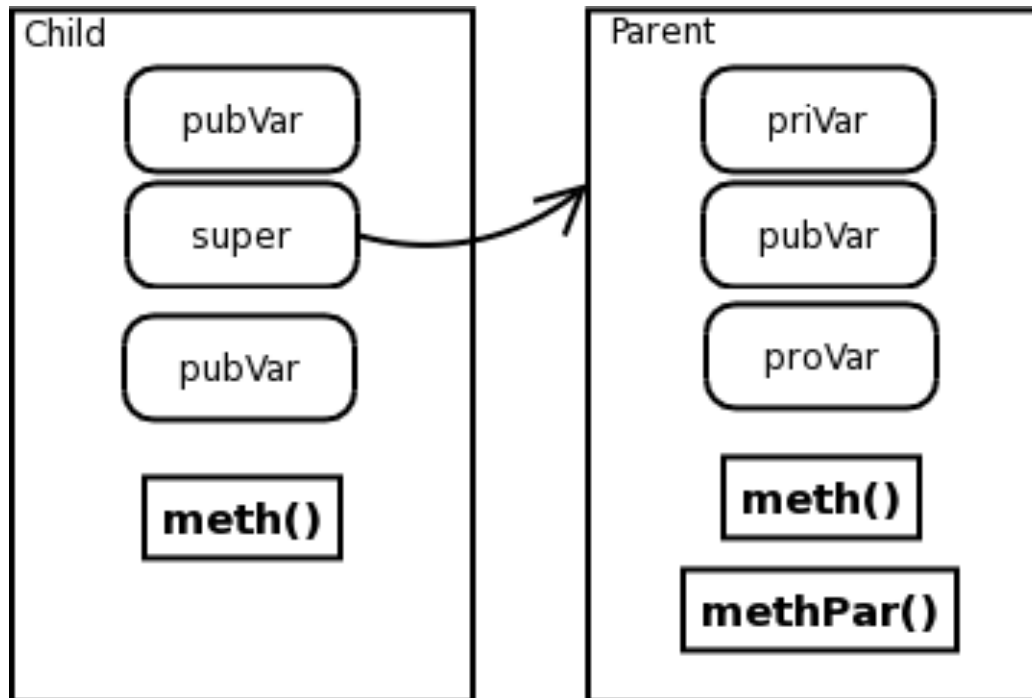 Child
pubVar
super
pubVar
meth()
Parent
priVar
pubVar
proVar
meth()
methPar()